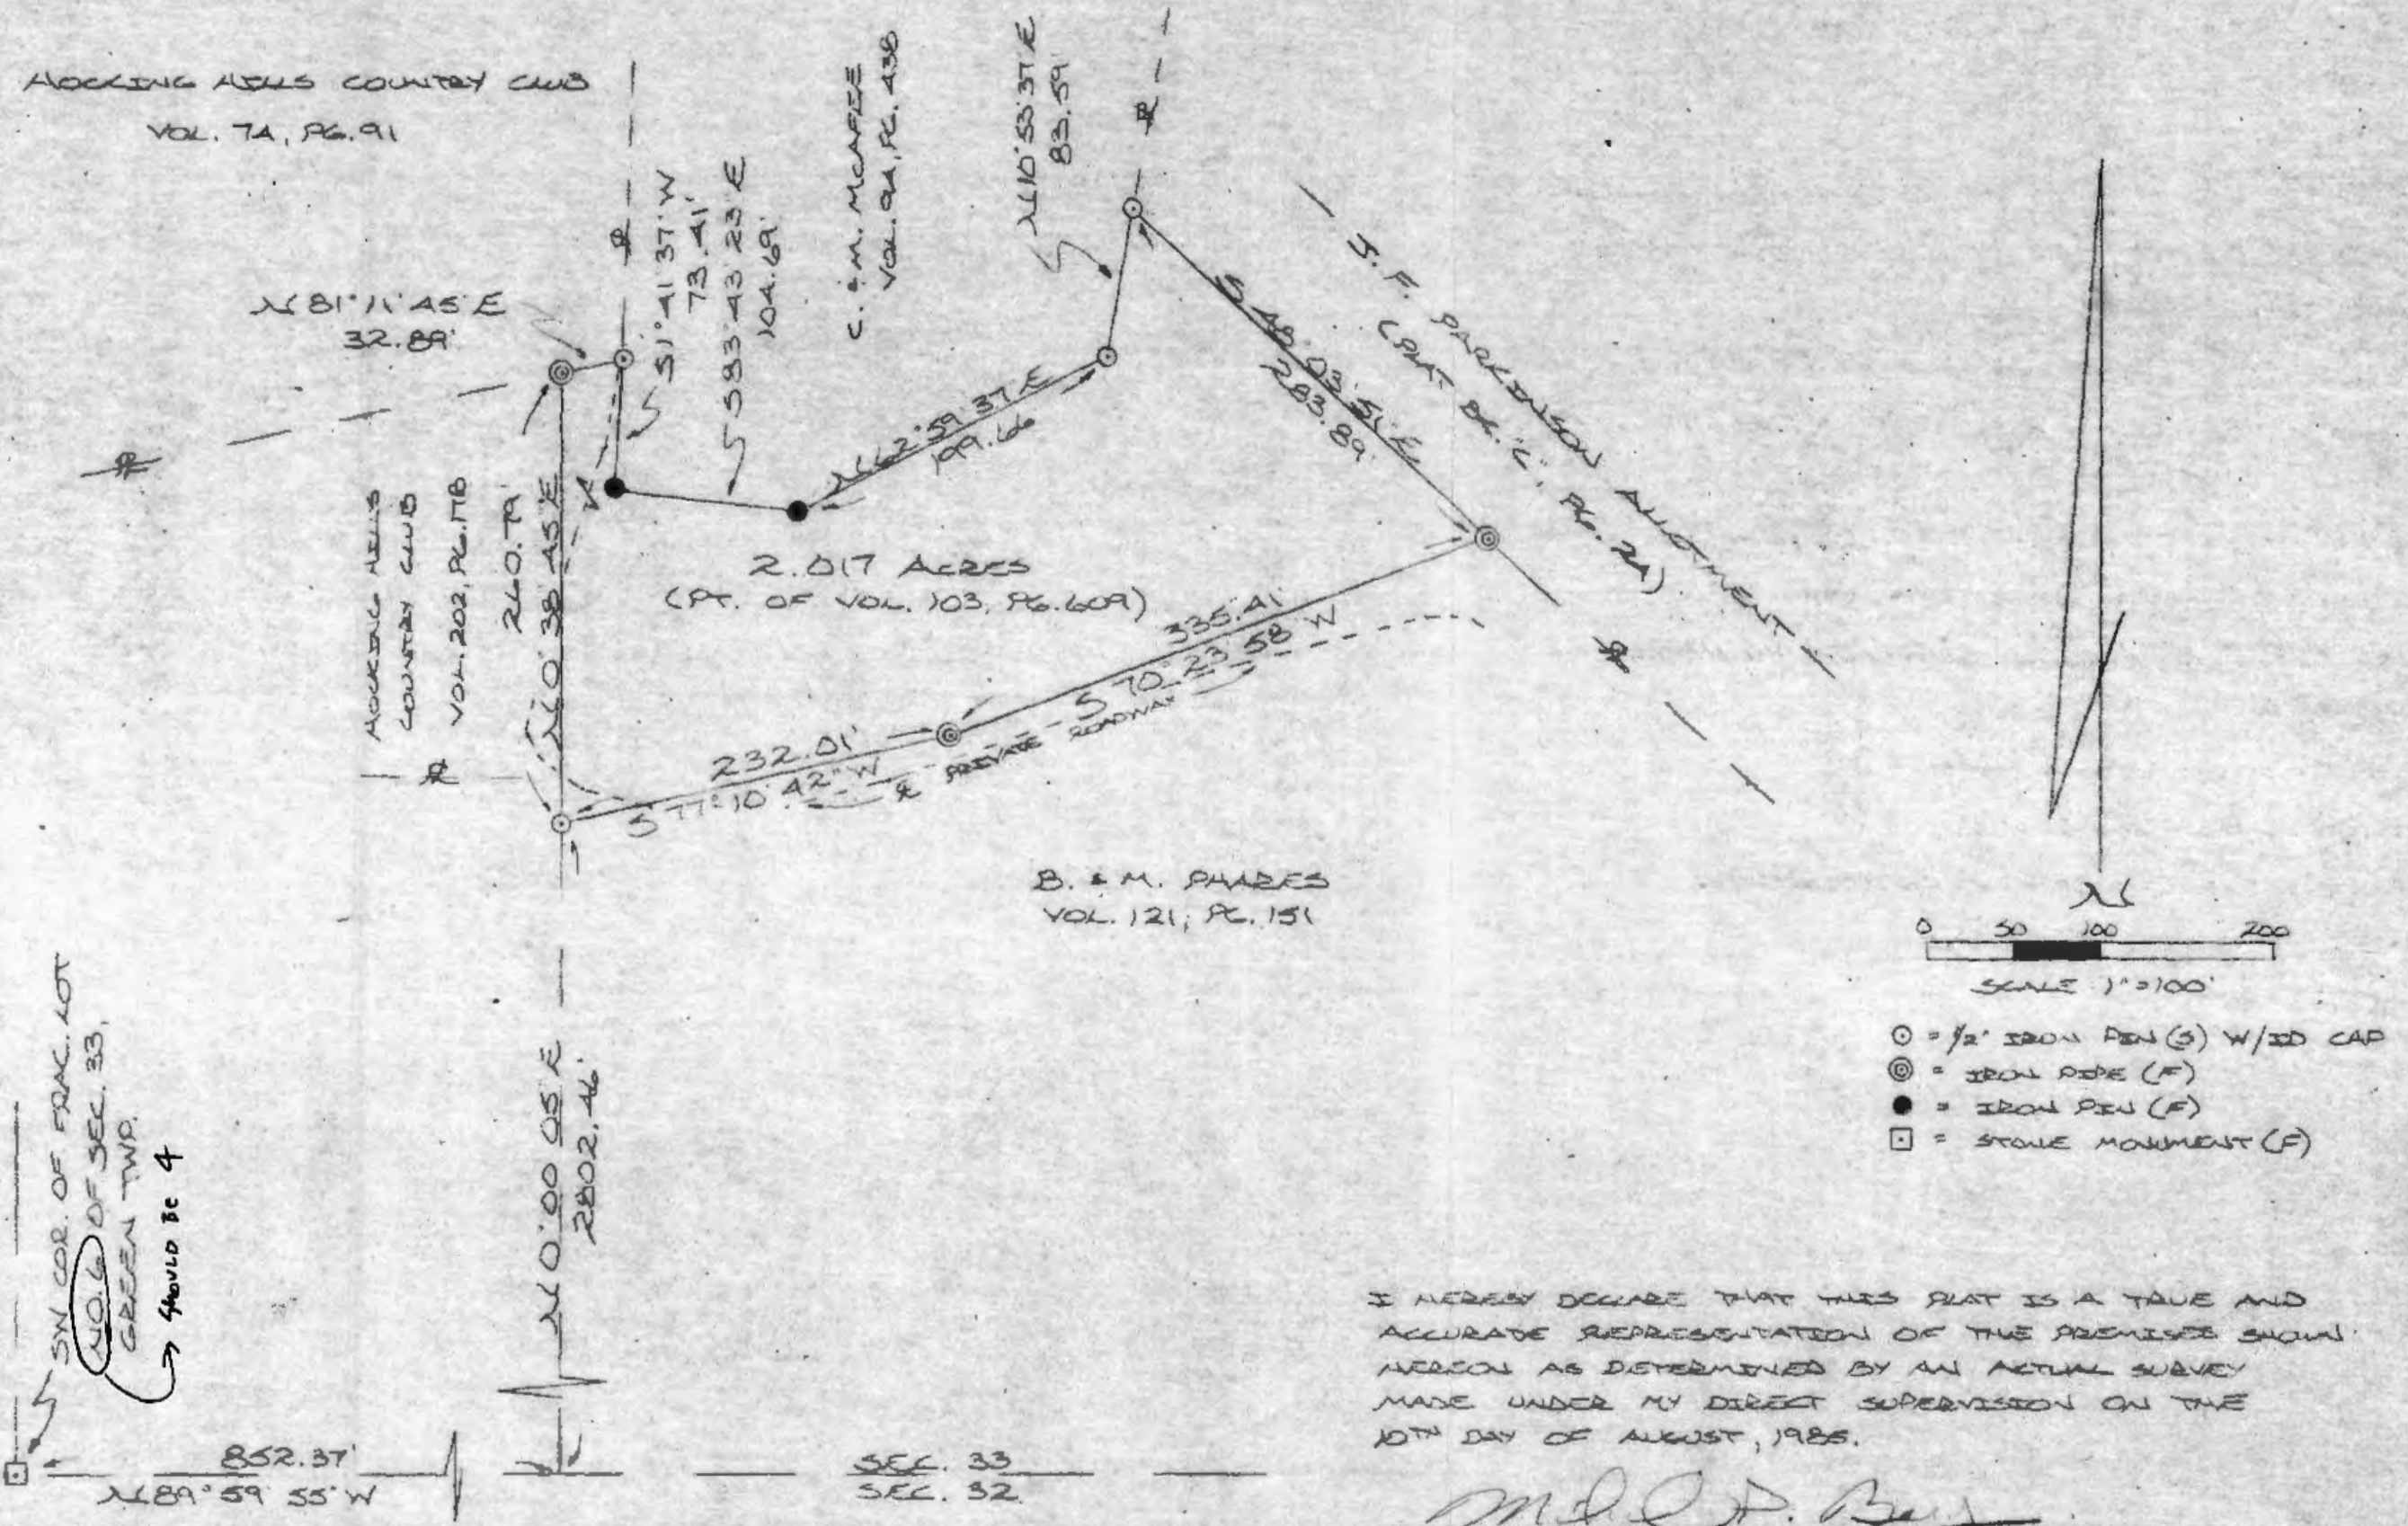 HOCKING HILLS COUNTRY CLUB
VOL. 74, PG. 91
N 81° 11' 45" E
32.89'
S 1° 41' 37" W
73.41'
S 83° 43' 23" E
104.69'
C. & M. MCAFEE
VOL. 94, PG. 438
N 10° 53' 37" E
83.59'
J. F. PARKINSON ALLOTMENT
(PLAT BK. "C", PG. 24)
S 48° 03' 51" E
283.89'
N 62° 59' 37" E
199.66'
HOCKING HILLS
COUNTRY CLUB
VOL. 202, PG. 178
260.79'
N 0° 38' 45" E
2.017 ACRES
(PT. OF VOL. 103, PG. 609)
335.41'
S 70° 23' 58" W
232.01'
S 77° 10' 42" W
℄ PRIVATE ROADWAY
B. & M. PHARES
VOL. 121, PG. 151
N
0 50 100 200
SCALE 1"=100'
= 1/2" IRON PIN (S) W/ID CAP
= IRON PIPE (F)
= IRON PIN (F)
= STONE MONUMENT (F)
SW COR. OF FRAC. LOT
NO. 6 OF SEC. 33,
GREEN TWP.
SHOULD BE 4
N 0° 00' 05" E
2802.46'
852.37'
N 89° 59' 55" W
SEC. 33
SEC. 32
I HEREBY DECLARE THAT THIS PLAT IS A TRUE AND
ACCURATE REPRESENTATION OF THE PREMISES SHOWN
HEREON AS DETERMINED BY AN ACTUAL SURVEY
MADE UNDER MY DIRECT SUPERVISION ON THE
10TH DAY OF AUGUST, 1985.